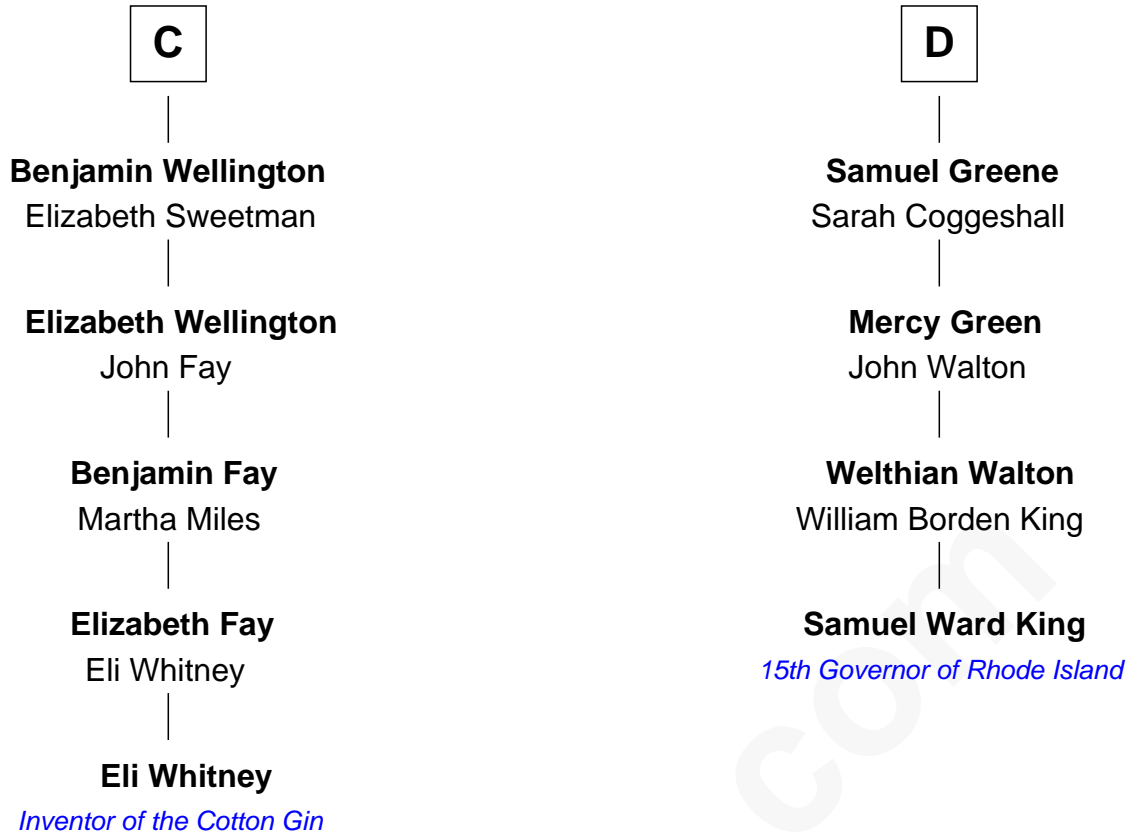 C
Benjamin Wellington
Elizabeth Sweetman
Elizabeth Wellington
John Fay
Benjamin Fay
Martha Miles
Elizabeth Fay
Eli Whitney
Eli Whitney
Inventor of the Cotton Gin
D
Samuel Greene
Sarah Coggeshall
Mercy Green
John Walton
Welthian Walton
William Borden King
Samuel Ward King
15th Governor of Rhode Island
com